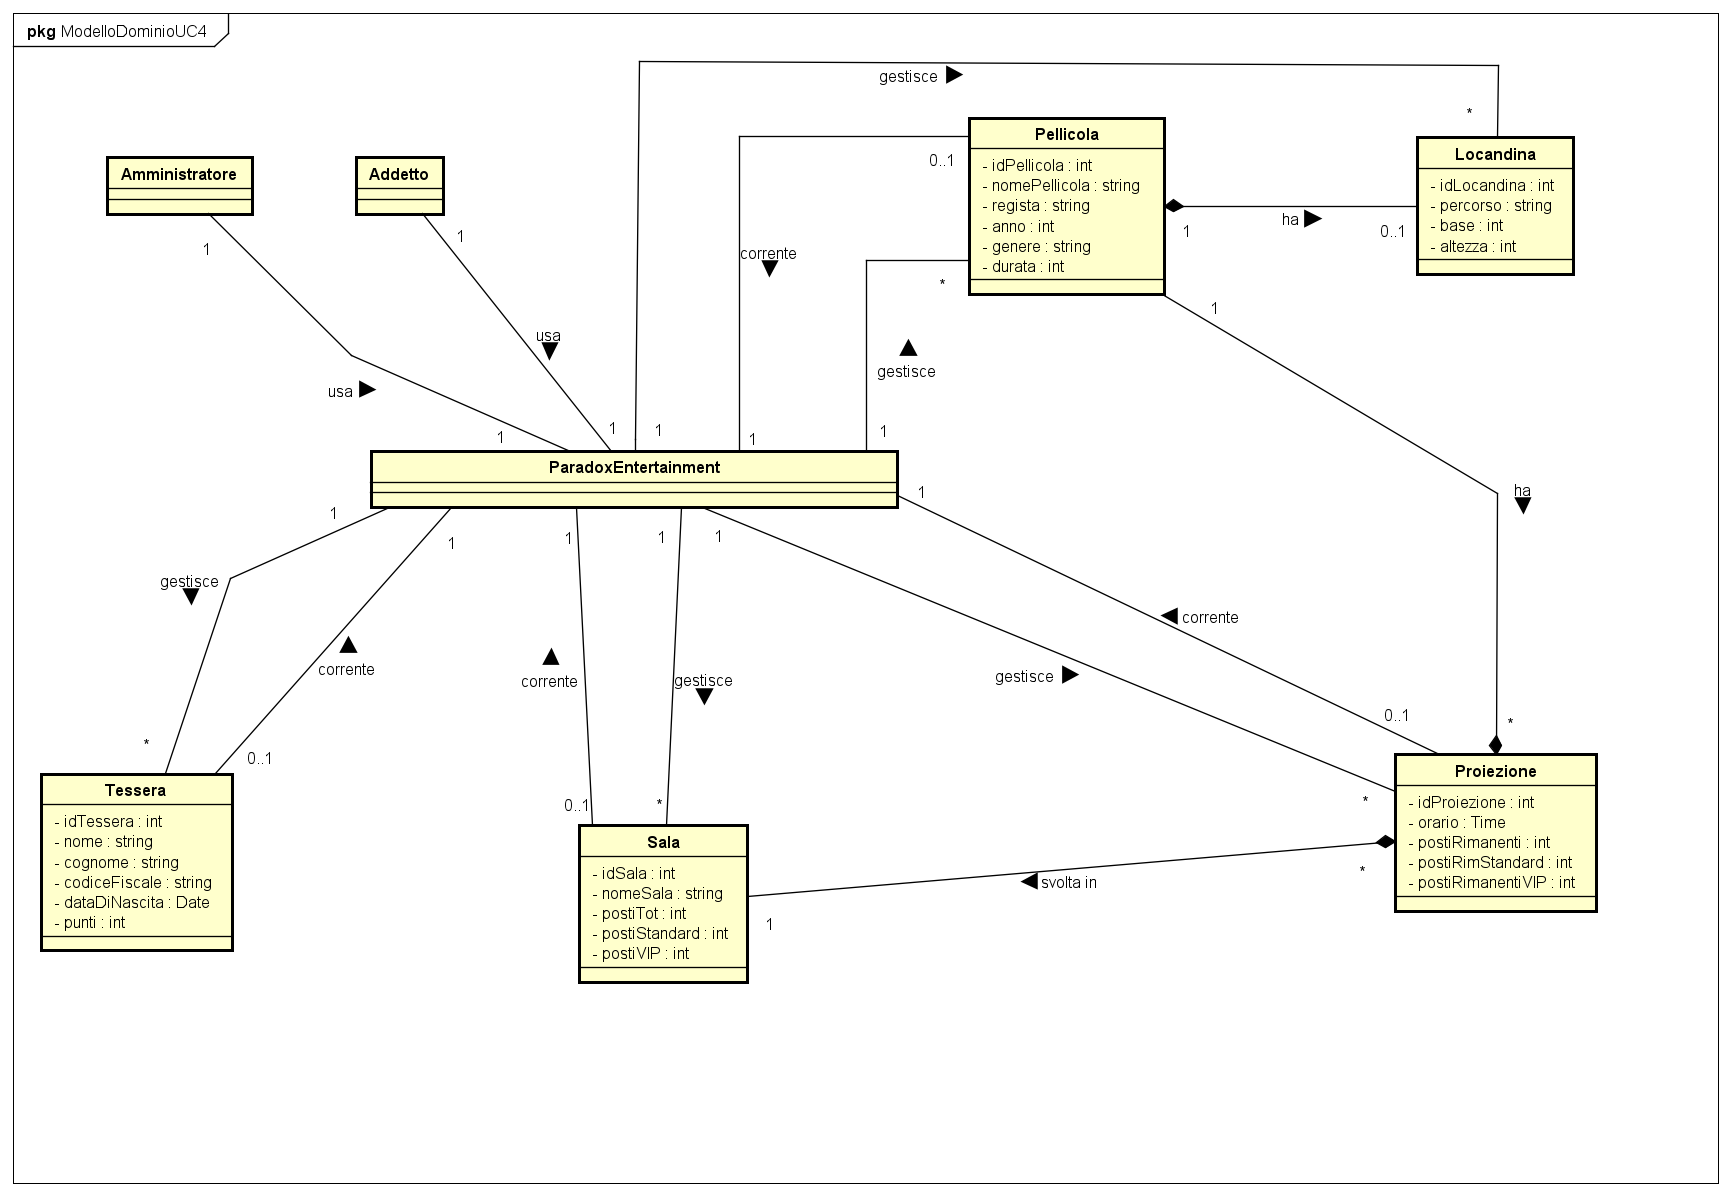 pkg ModelloDominioUC4
gestisce
*
Amministratore
1
Addetto
1
Pellicola
- idPellicola : int
- nomePellicola : string
- regista : string
- anno : int
- genere : string
- durata : int
0..1
corrente
*
1
ha
0..1
Locandina
- idLocandina : int
- percorso : string
- base : int
- altezza : int
1
usa
usa
gestisce
ha
1
1
1
1
1
ParadoxEntertainment
1
1
1
1
1
1
gestisce
corrente
corrente
gestisce
gestisce
corrente
*
0..1
0..1
*
*
0..1
*
Tessera
- idTessera : int
- nome : string
- cognome : string
- codiceFiscale : string
- dataDiNascita : Date
- punti : int
Sala
- idSala : int
- nomeSala : string
- postiTot : int
- postiStandard : int
- postiVIP : int
1
svolta in
*
Proiezione
- idProiezione : int
- orario : Time
- postiRimanenti : int
- postiRimStandard : int
- postiRimanentiVIP : int